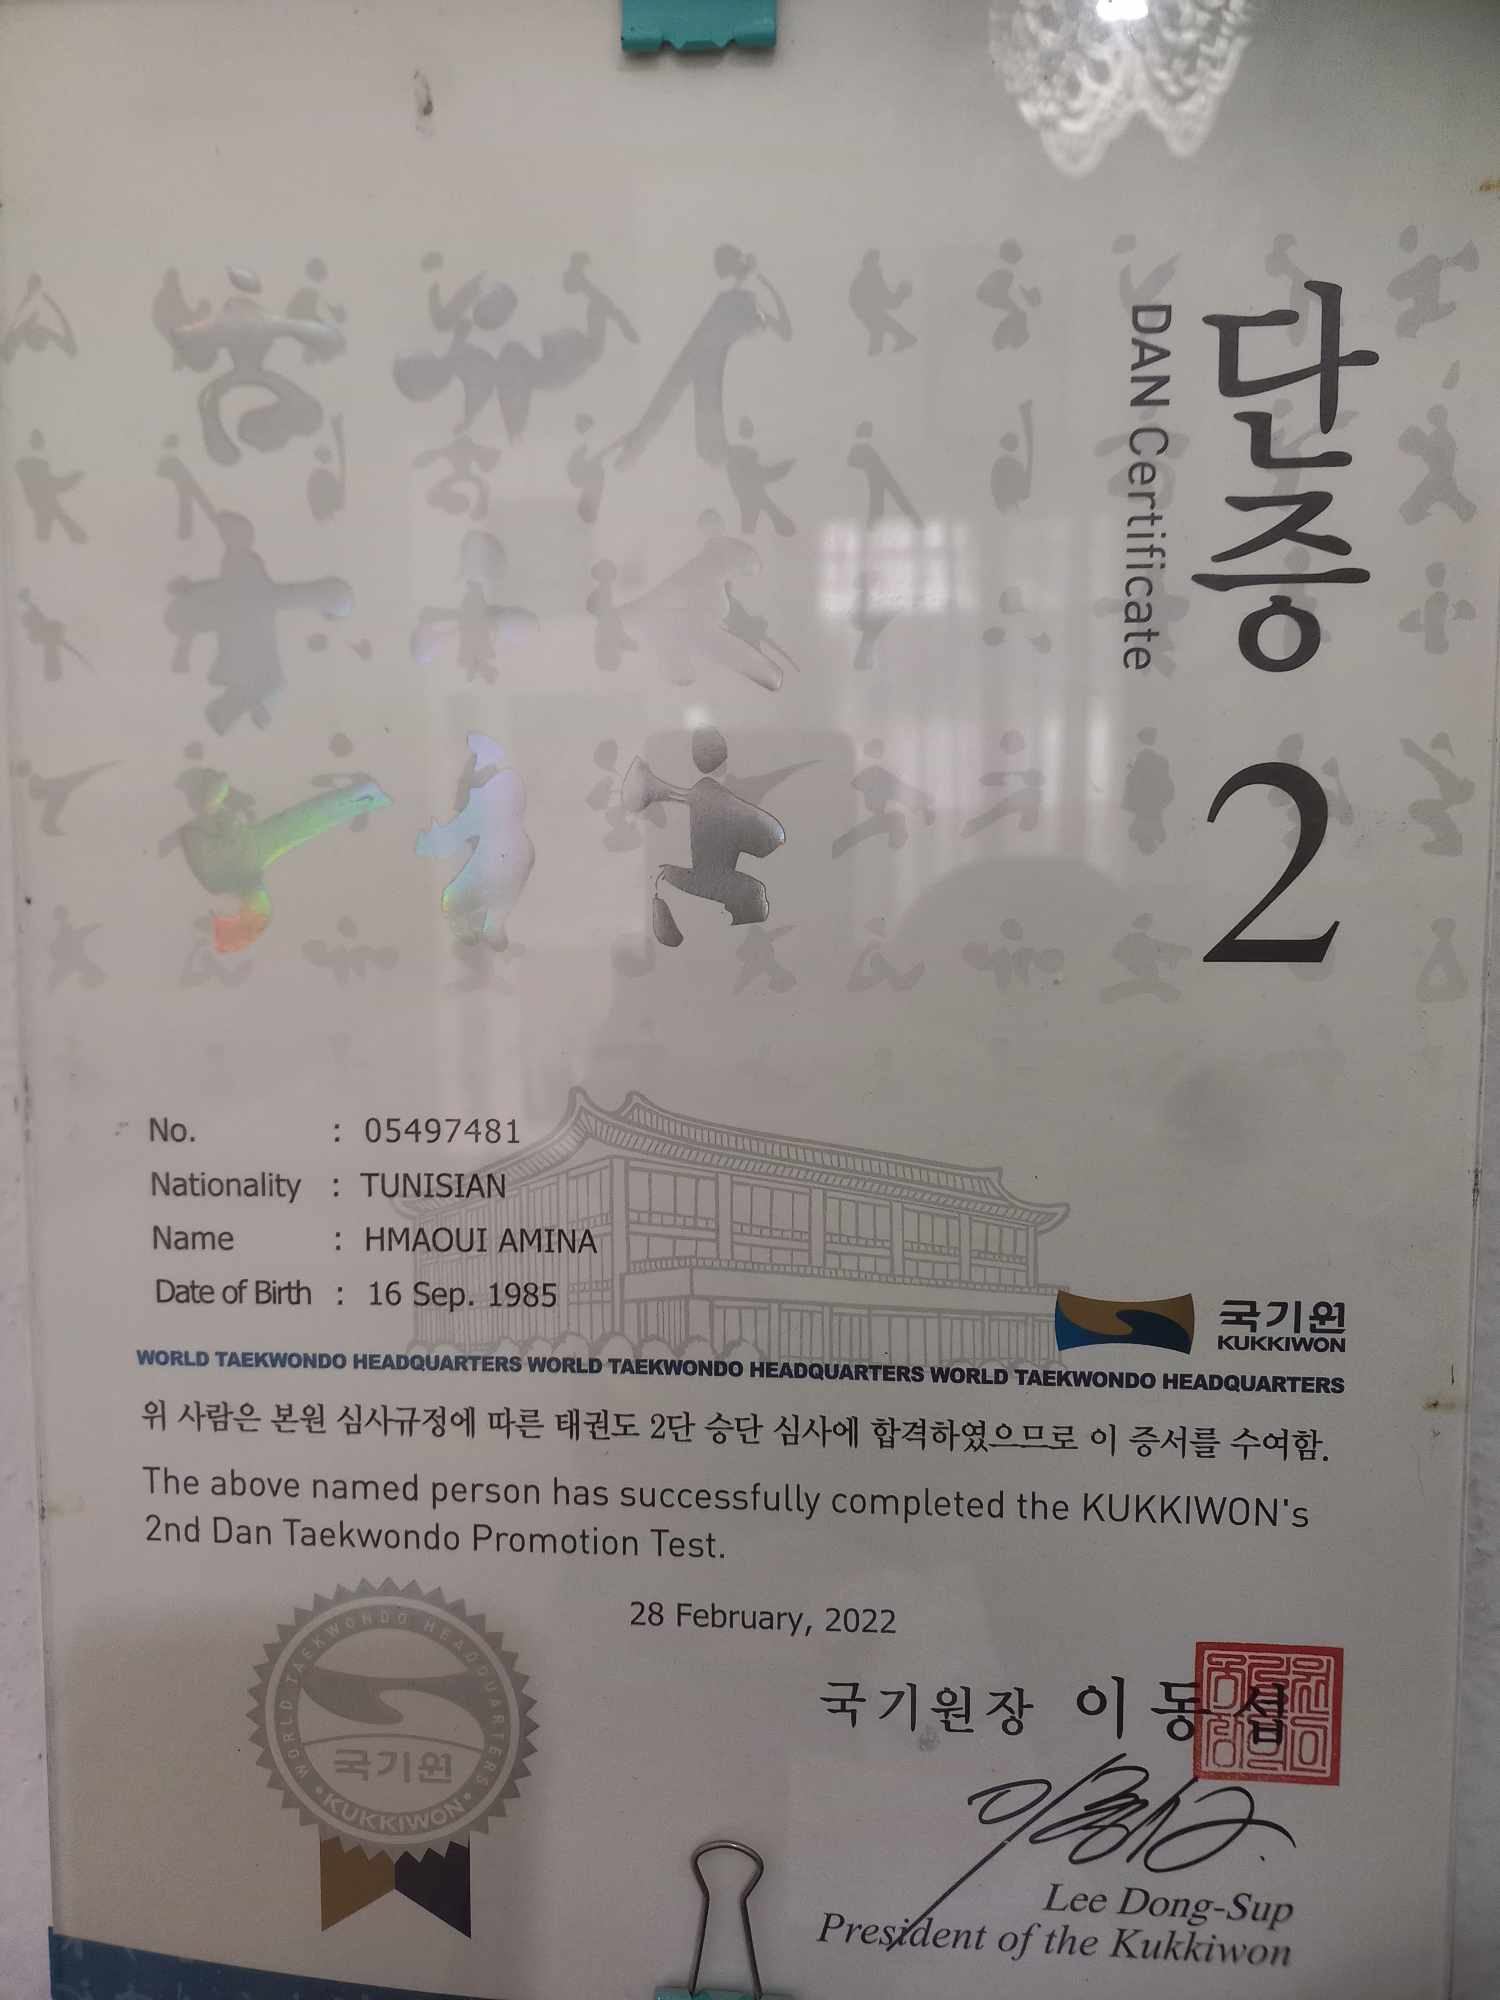 단증 2
DAN Certificate
No. : 05497481
Nationality : TUNISIAN
Name : HMAOUI AMINA
Date of Birth : 16 Sep. 1985
국기원
KUKKIWON
WORLD TAEKWONDO HEADQUARTERS WORLD TAEKWONDO HEADQUARTERS WORLD TAEKWONDO HEADQUARTERS
위 사람은 본원 심사규정에 따른 태권도 2단 승단 심사에 합격하였으므로 이 증서를 수여함.
The above named person has successfully completed the KUKKIWON's
2nd Dan Taekwondo Promotion Test.
28 February, 2022
WORLD TAEKWONDO HEADQUARTERS
국기원
• KUKKIWON •
국기원장 이동섭
Lee Dong-Sup
President of the Kukkiwon